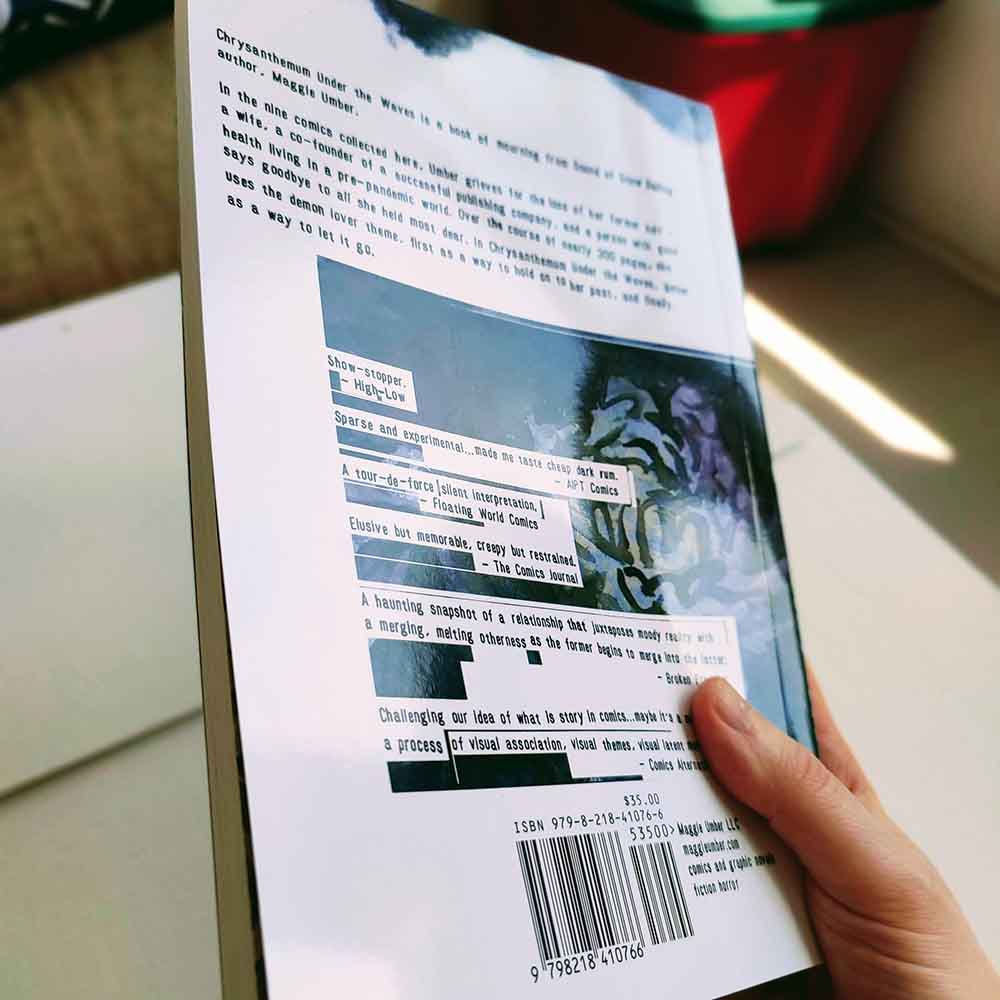 Chrysanthemum Under the Waves is a book of mourning from Sound of Snow Falling
author, Maggie Umber.
In the nine comics collected here, Umber grieves for the loss of her former self -
a wife, a co-founder of a successful publishing company, and a person with good
health living in a pre-pandemic world. Over the course of nearly 300 pages, she
says goodbye to all she held most dear. In Chrysanthemum Under the Waves, Umber
uses the demon lover theme, first as a way to hold on to her past, and finally
as a way to let it go.
Show-stopper.
- High-Low
Sparse and experimental...made me taste cheap dark rum.
- AIPT Comics
A tour-de-force [silent interpretation.]
- Floating World Comics
Elusive but memorable, creepy but restrained.
- The Comics Journal
A haunting snapshot of a relationship that juxtaposes moody reality with
a merging, melting otherness as the former begins to merge into the latter.
- Broken
Challenging our idea of what is story in comics...maybe it's a
a process of visual association, visual themes, visual latent
- Comics
$35.00
ISBN 979-8-218-41076-6
53500>
9 798218 410766
Maggie Umber LLC
maggieumber.com
comics and graphic novels
fiction horror